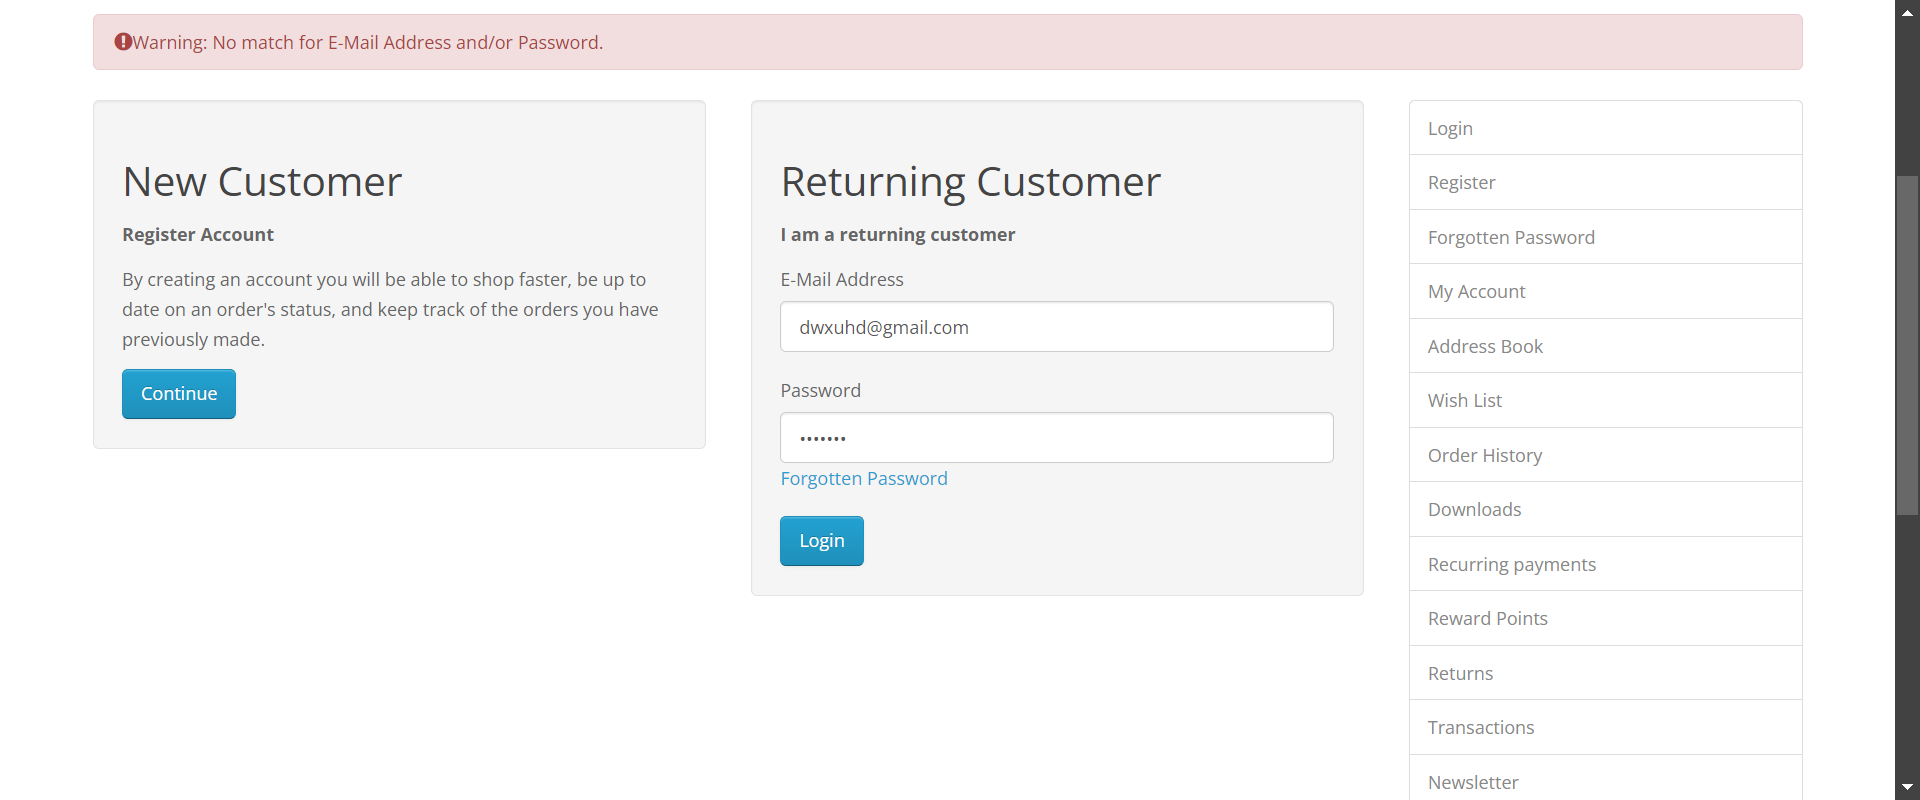 Warning: No match for E-Mail Address and/or Password.
New Customer
Register Account
By creating an account you will be able to shop faster, be up to
date on an order's status, and keep track of the orders you have
previously made.
Continue
Returning Customer
I am a returning customer
E-Mail Address
dwxuhd@gmail.com
Password
•••••••
Forgotten Password
Login
Login
Register
Forgotten Password
My Account
Address Book
Wish List
Order History
Downloads
Recurring payments
Reward Points
Returns
Transactions
Newsletter